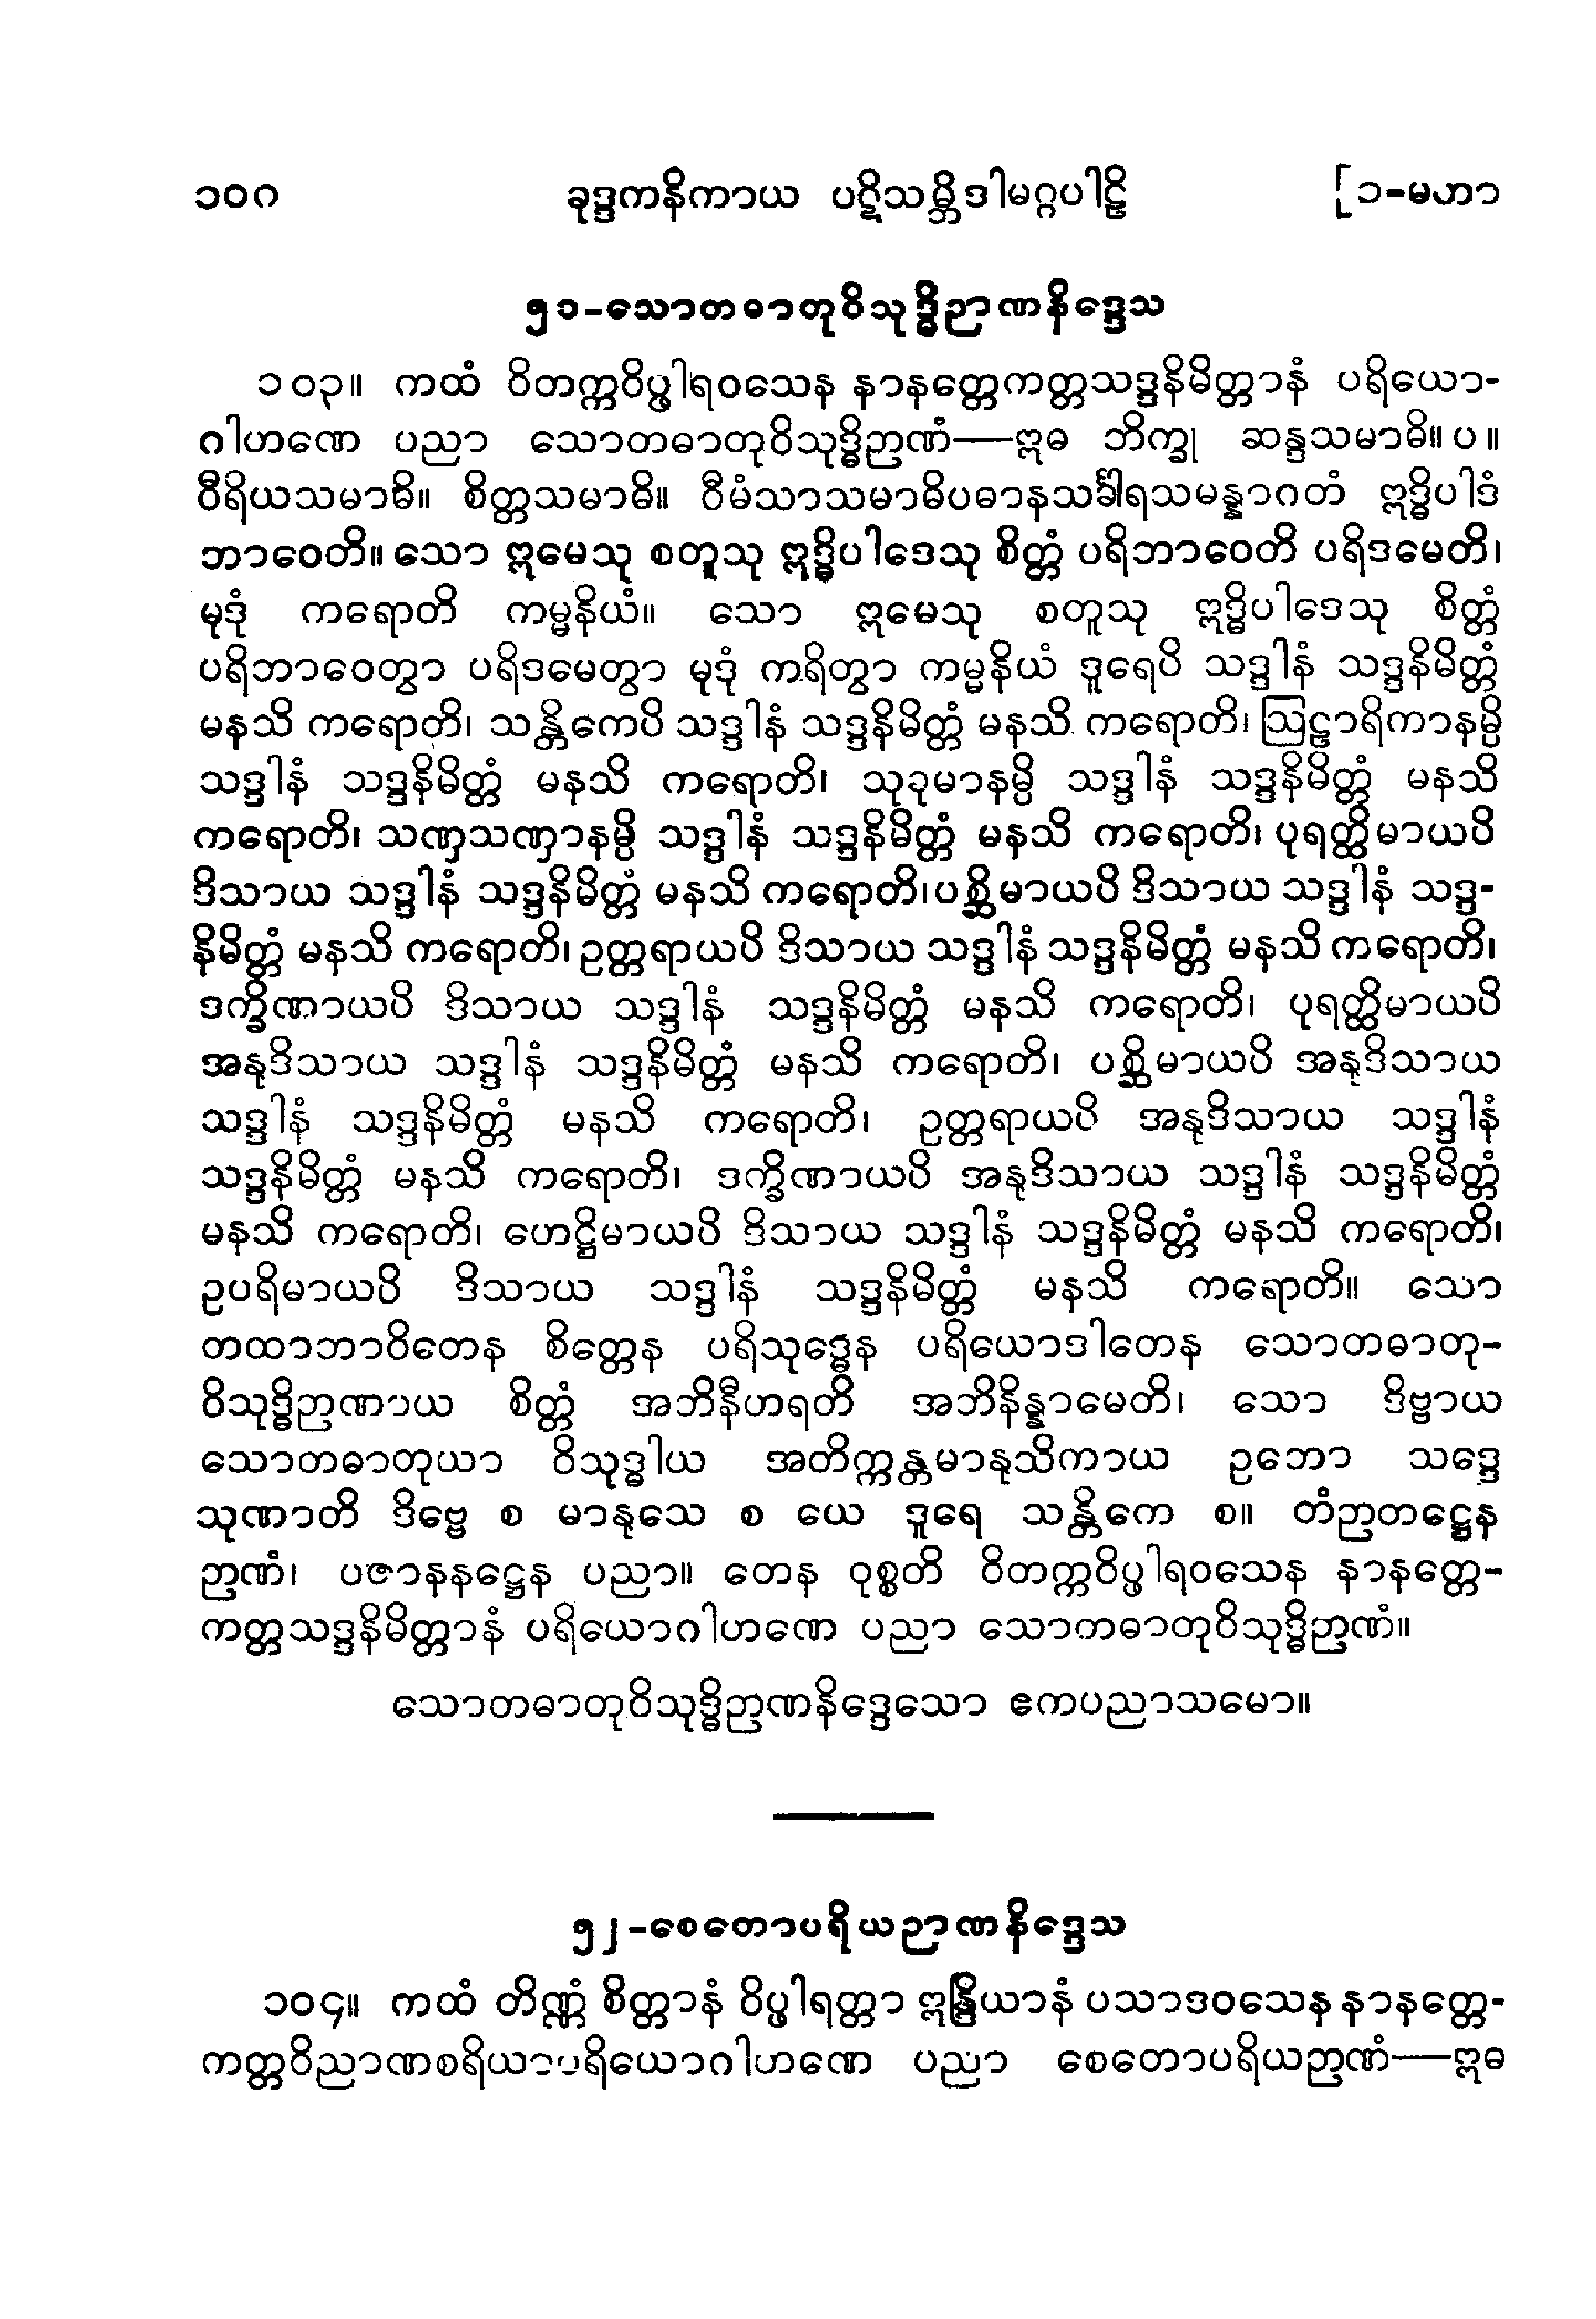 ၁၀ဂ ခုဒ္ဒကနိကာယ ပဋိသမ္ဘိဒါမဂ္ဂပါဠိ [၁-မဟာ
၅၁-သောတဓာတုဝိသုဒ္ဓိဉာဏနိဒ္ဒေသ
၁၀၃။ ကထံ ဝိတက္ကဝိပ္ဖါရဝသေန နာနတ္တေကတ္တသဒ္ဒနိမိတ္တာနံ ပရိယော-
ဂါဟဏေ ပညာ သောတဓာတုဝိသုဒ္ဓိဉာဏံ—ဣဓ ဘိက္ခု ဆန္ဒသမာဓိ။ ပ ။
ဝီရိယသမာဓိ။ စိတ္တသမာဓိ။ ဝီမံသာသမာဓိပဓာနသင်္ခါရသမန္နာဂတံ ဣဒ္ဓိပါဒံ
ဘာဝေတိ။ သော ဣမေသု စတူသု ဣဒ္ဓိပါဒေသု စိတ္တံ ပရိဘာဝေတိ ပရိဒမေတိ၊
မုဒုံ ကရောတိ ကမ္မနိယံ။ သော ဣမေသု စတူသု ဣဒ္ဓိပါဒေသု စိတ္တံ
ပရိဘာဝေတွာ ပရိဒမေတွာ မုဒုံ ကရိတွာ ကမ္မနိယံ ဒူရေပိ သဒ္ဒါနံ သဒ္ဒနိမိတ္တံ
မနသိ ကရောတိ၊ သန္တိကေပိ သဒ္ဒါနံ သဒ္ဒနိမိတ္တံ မနသိ ကရောတိ၊ ဩဠာရိကာနမ္ပိ
သဒ္ဒါနံ သဒ္ဒနိမိတ္တံ မနသိ ကရောတိ၊ သုခုမာနမ္ပိ သဒ္ဒါနံ သဒ္ဒနိမိတ္တံ မနသိ
ကရောတိ၊ သဏှသဏှာနမ္ပိ သဒ္ဒါနံ သဒ္ဒနိမိတ္တံ မနသိ ကရောတိ၊ ပုရတ္ထိမာယပိ
ဒိသာယ သဒ္ဒါနံ သဒ္ဒနိမိတ္တံ မနသိ ကရောတိ၊ပစ္ဆိမာယပိ ဒိသာယ သဒ္ဒါနံ သဒ္ဒ-
နိမိတ္တံ မနသိ ကရောတိ၊ ဥတ္တရာယပိ ဒိသာယ သဒ္ဒါနံ သဒ္ဒနိမိတ္တံ မနသိ ကရောတိ၊
ဒက္ခိဏာယပိ ဒိသာယ သဒ္ဒါနံ သဒ္ဒနိမိတ္တံ မနသိ ကရောတိ၊ ပုရတ္ထိမာယပိ
အနုဒိသာယ သဒ္ဒါနံ သဒ္ဒနိမိတ္တံ မနသိ ကရောတိ၊ ပစ္ဆိမာယပိ အနုဒိသာယ
သဒ္ဒါနံ သဒ္ဒနိမိတ္တံ မနသိ ကရောတိ၊ ဥတ္တရာယပိ အနုဒိသာယ သဒ္ဒါနံ
သဒ္ဒနိမိတ္တံ မနသိ ကရောတိ၊ ဒက္ခိဏာယပိ အနုဒိသာယ သဒ္ဒါနံ သဒ္ဒနိမိတ္တံ
မနသိ ကရောတိ၊ ဟေဋ္ဌိမာယပိ ဒိသာယ သဒ္ဒါနံ သဒ္ဒနိမိတ္တံ မနသိ ကရောတိ၊
ဥပရိမာယပိ ဒိသာယ သဒ္ဒါနံ သဒ္ဒနိမိတ္တံ မနသိ ကရောတိ။ သော
တထာဘာဝိတေန စိတ္တေန ပရိသုဒ္ဓေန ပရိယောဒါတေန သောတဓာတု-
ဝိသုဒ္ဓိဉာဏာယ စိတ္တံ အဘိနီဟရတိ အဘိနိန္နာမေတိ၊ သော ဒိဗ္ဗာယ
သောတဓာတုယာ ဝိသုဒ္ဓါယ အတိက္ကန္တမာနုသိကာယ ဥဘော သဒ္ဒေ
သုဏာတိ ဒိဗ္ဗေ စ မာနုသေ စ ယေ ဒူရေ သန္တိကေ စ။ တံဉာတဋ္ဌေန
ဉာဏံ၊ ပဇာနနဋ္ဌေန ပညာ။ တေန ဝုစ္စတိ ဝိတက္ကဝိပ္ဖါရဝသေန နာနတ္တေ-
ကတ္တသဒ္ဒနိမိတ္တာနံ ပရိယောဂါဟဏေ ပညာ သောကဓာတုဝိသုဒ္ဓိဉာဏံ။
သောတဓာတုဝိသုဒ္ဓိဉာဏနိဒ္ဒေသော ဧကပညာသမော။
၅၂-စေတောပရိယဉာဏနိဒ္ဒေသ
၁၀၄။ ကထံ တိဏ္ဏံ စိတ္တာနံ ဝိပ္ဖါရတ္တာ ဣန္ဒြိယာနံ ပသာဒဝသေန နာနတ္တေ-
ကတ္တဝိညာဏစရိယာပရိယောဂါဟဏေ ပညာ စေတောပရိယဉာဏံ—ဣဓ